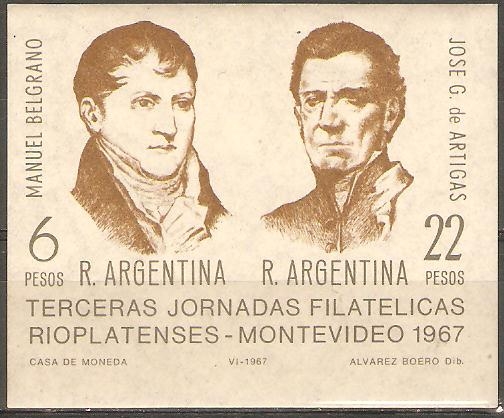 MANUEL BELGRANO
JOSE G. de ARTIGAS
6
PESOS
R. ARGENTINA
R. ARGENTINA
22
PESOS
TERCERAS JORNADAS FILATELICAS
RIOPLATENSES - MONTEVIDEO 1967
CASA DE MONEDA VI-1967 ALVAREZ BOERO Dib.